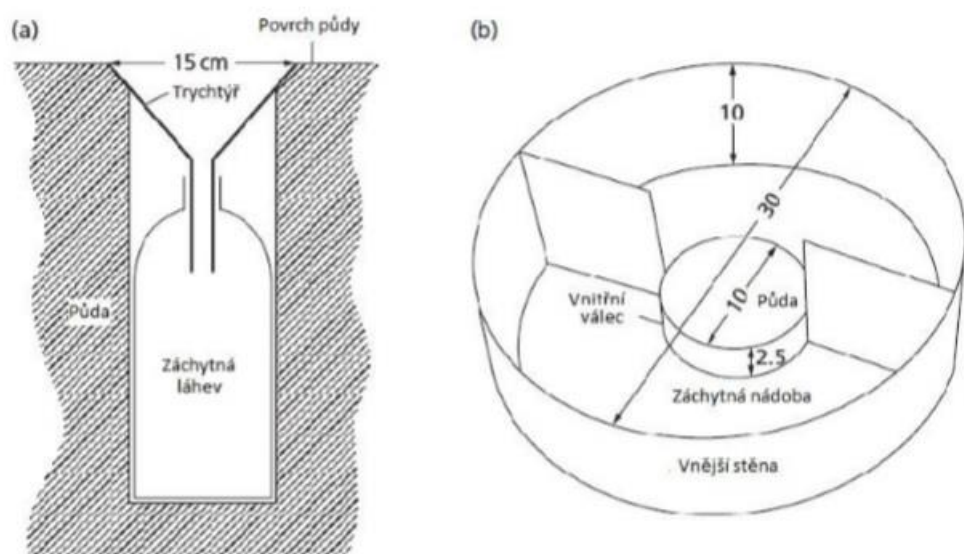 (a)
Povrch půdy
15 cm
Trychtýř
Půda
Záchytná
láhev
(b)
10
30
10
Půda
Vnitřní
válec
2.5
Záchytná nádoba
Vnější stěna